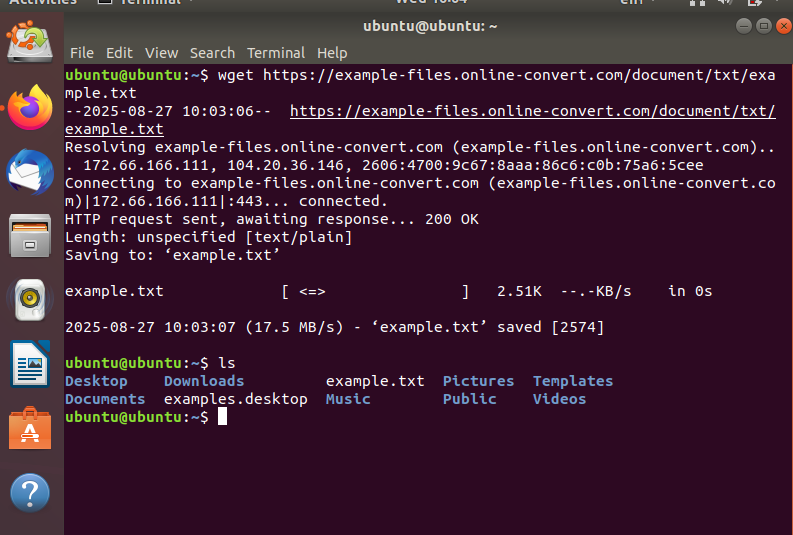 ubuntu@ubuntu: ~
File Edit View Search Terminal Help
ubuntu@ubuntu:~$ wget https://example-files.online-convert.com/document/txt/exa
mple.txt
--2025-08-27 10:03:06--  https://example-files.online-convert.com/document/txt/
example.txt
Resolving example-files.online-convert.com (example-files.online-convert.com)..
. 172.66.166.111, 104.20.36.146, 2606:4700:9c67:8aaa:86c6:c0b:75a6:5cee
Connecting to example-files.online-convert.com (example-files.online-convert.co
m)|172.66.166.111|:443... connected.
HTTP request sent, awaiting response... 200 OK
Length: unspecified [text/plain]
Saving to: ‘example.txt’
example.txt             [ <=>               ]   2.51K  --.-KB/s    in 0s
2025-08-27 10:03:07 (17.5 MB/s) - ‘example.txt’ saved [2574]
ubuntu@ubuntu:~$ ls
Desktop    Downloads         example.txt  Pictures  Templates
Documents  examples.desktop  Music        Public    Videos
ubuntu@ubuntu:~$